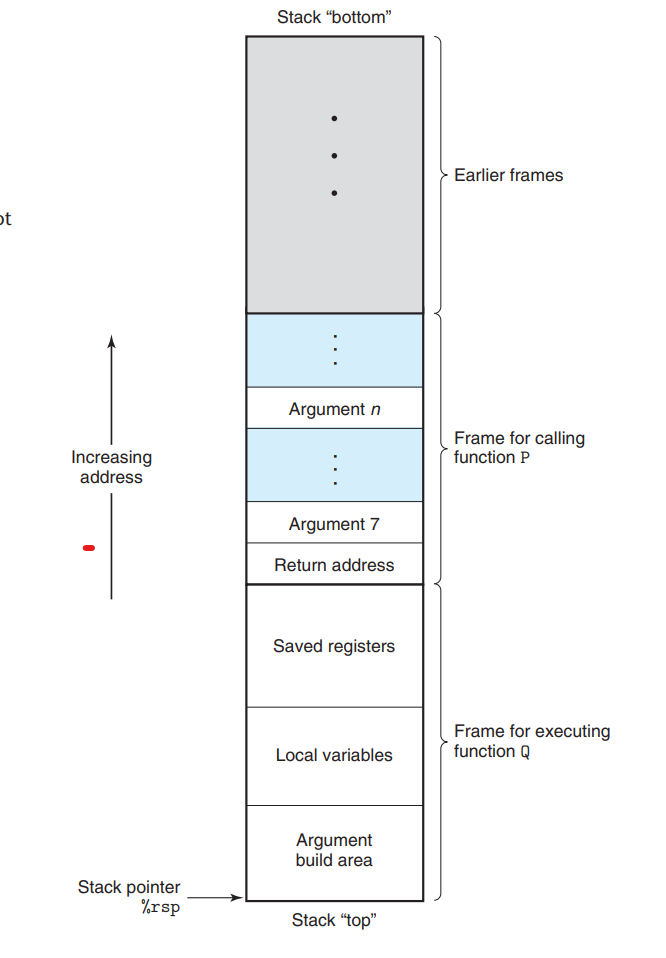 Stack “bottom”
Earlier frames
ot
Argument n
Frame for calling
function P
Increasing
address
Argument 7
Return address
Saved registers
Frame for executing
function Q
Local variables
Argument
build area
Stack pointer
%rsp
Stack “top”